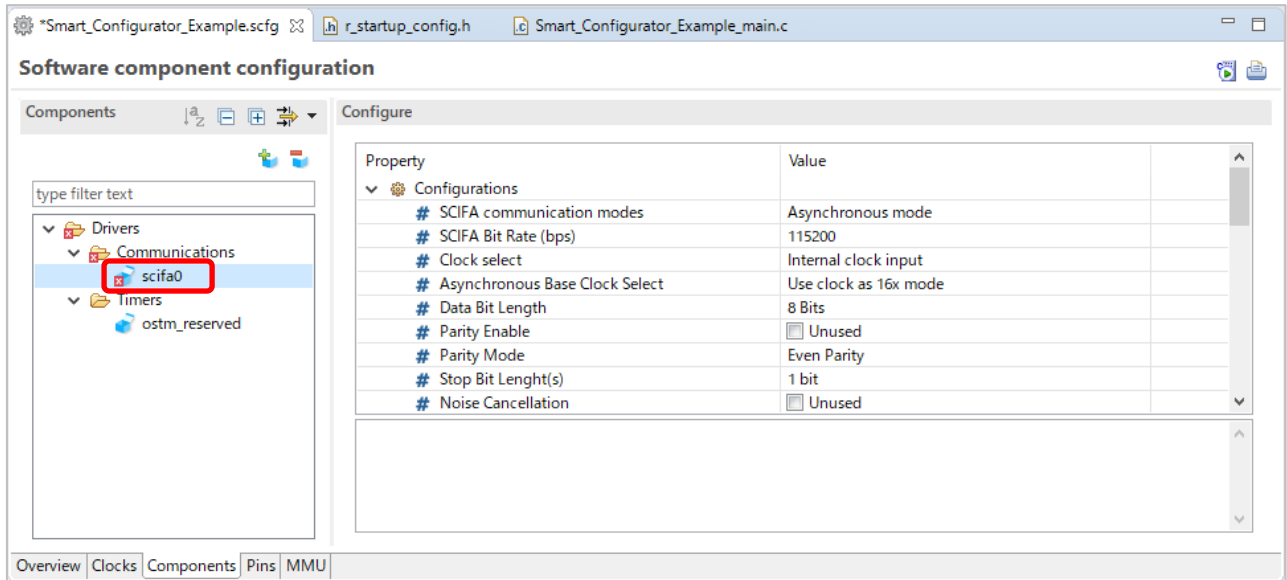 *Smart_Configurator_Example.scfg r_startup_config.h Smart_Configurator_Example_main.c
Software component configuration
Components
Configure
type filter text
Drivers
Communications
scifa0
Timers
ostm_reserved
Property Value
Configurations
# SCIFA communication modes Asynchronous mode
# SCIFA Bit Rate (bps) 115200
# Clock select Internal clock input
# Asynchronous Base Clock Select Use clock as 16x mode
# Data Bit Length 8 Bits
# Parity Enable Unused
# Parity Mode Even Parity
# Stop Bit Lenght(s) 1 bit
# Noise Cancellation Unused
Overview Clocks Components Pins MMU